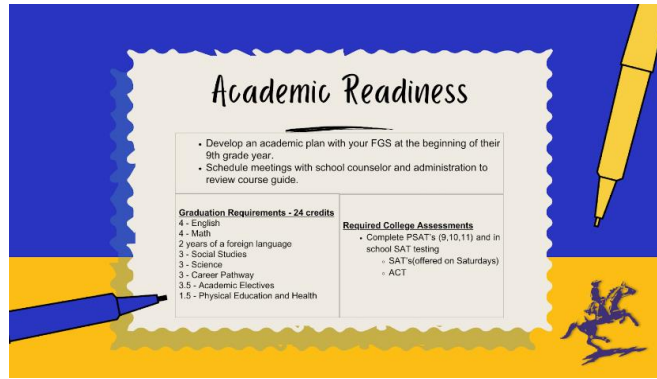 Academic Readiness
• Develop an academic plan with your FGS at the beginning of their
9th grade year.
• Schedule meetings with school counselor and administration to
review course guide.
Graduation Requirements - 24 credits
4 - English
4 - Math
2 years of a foreign language
3 - Social Studies
3 - Science
3 - Career Pathway
3.5 - Academic Electives
1.5 - Physical Education and Health
Required College Assessments
• Complete PSAT's (9,10,11) and in
school SAT testing
○ SAT's(offered on Saturdays)
○ ACT